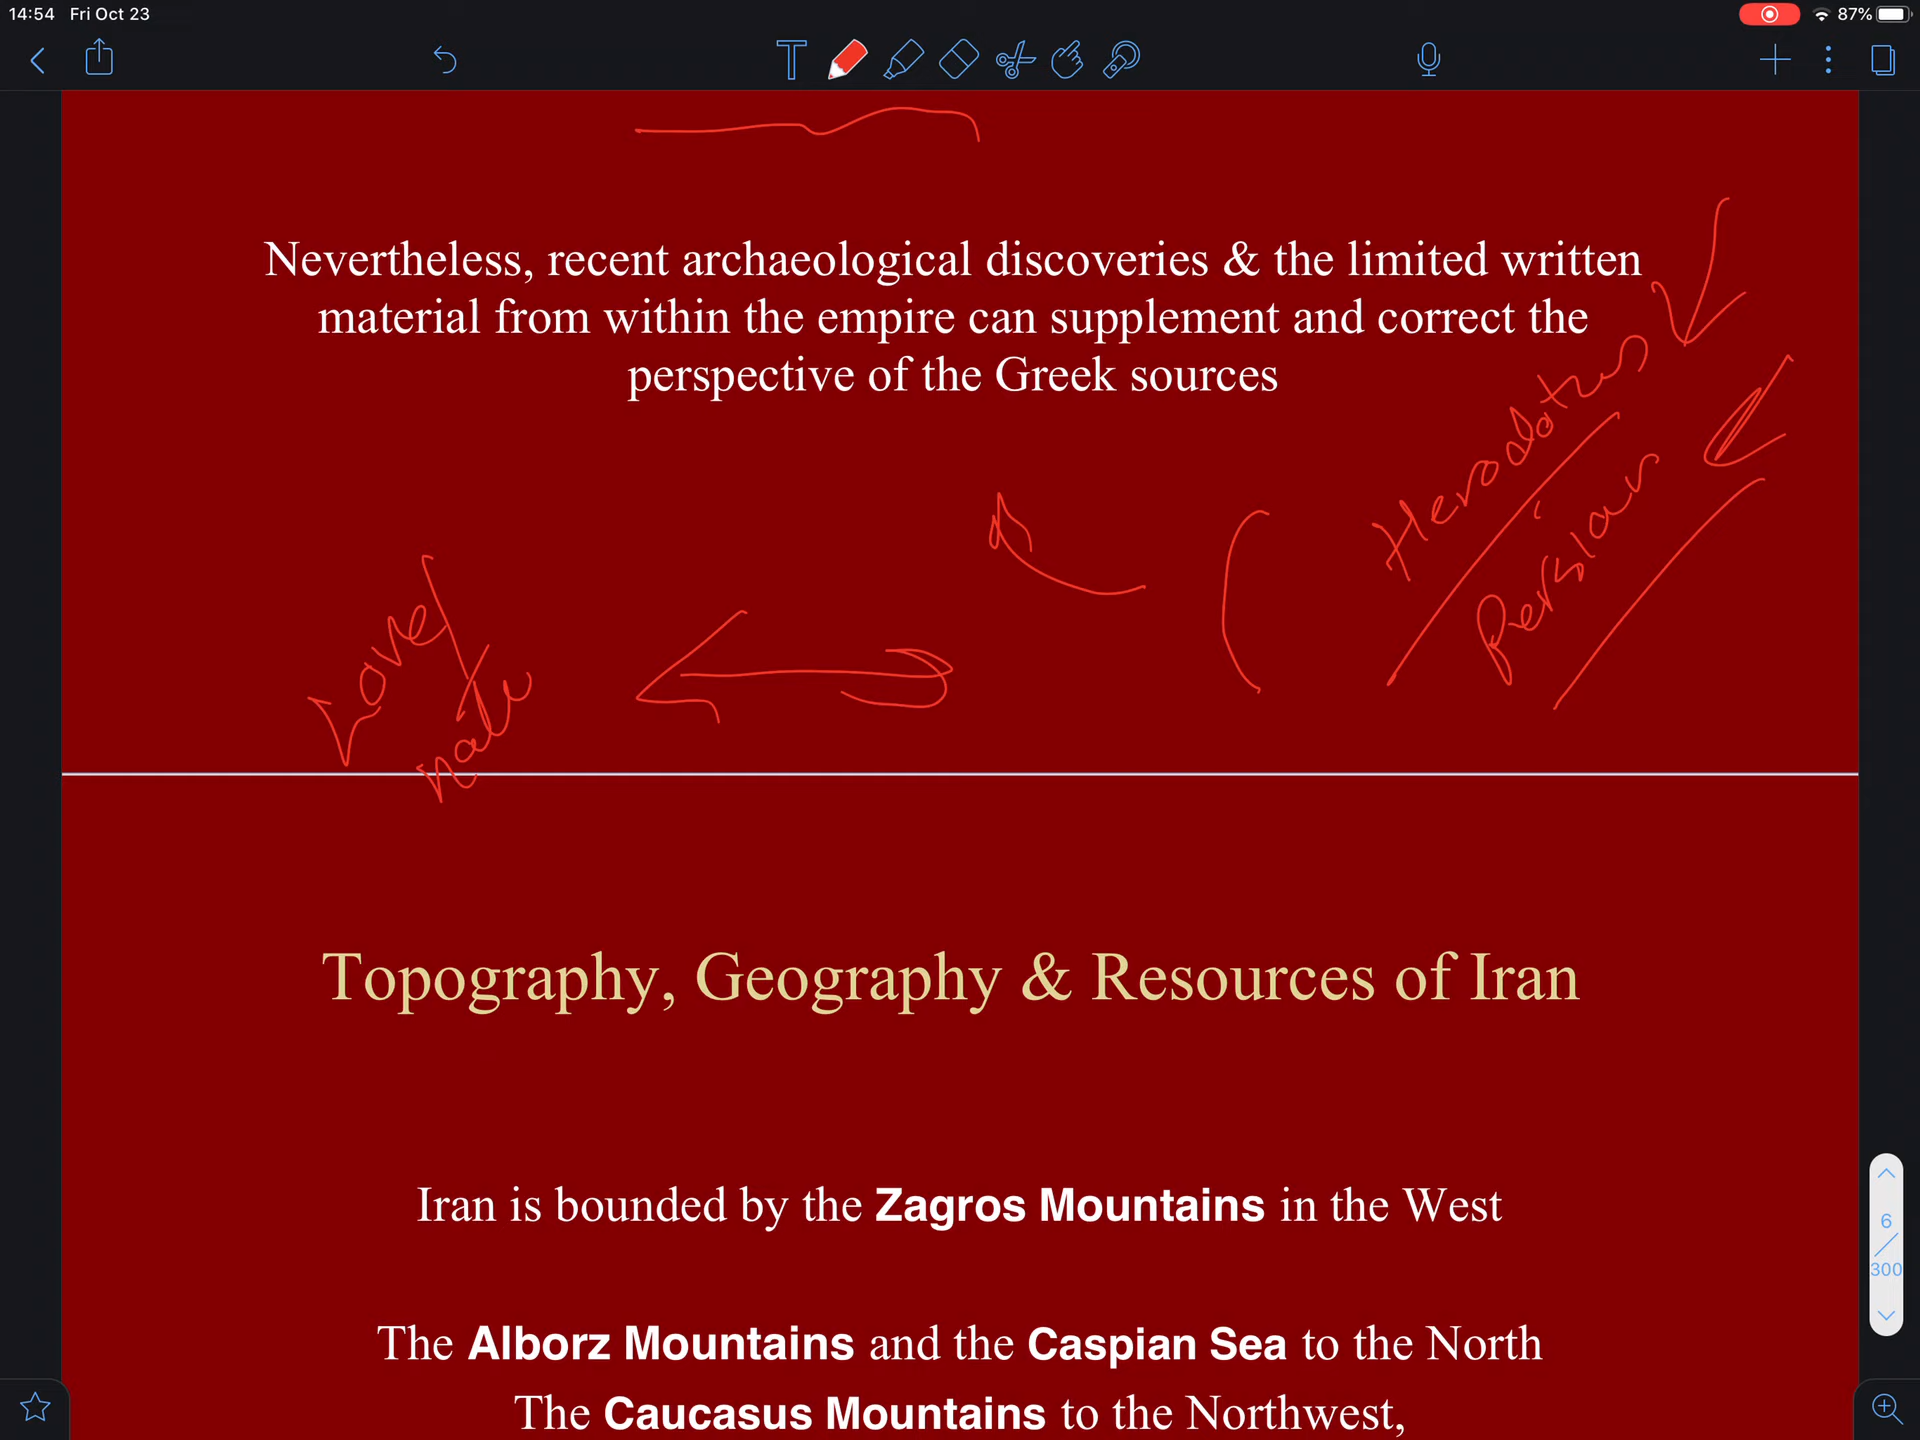 14:54 Fri Oct 23
87%
Nevertheless, recent archaeological discoveries & the limited written
material from within the empire can supplement and correct the
perspective of the Greek sources
Herodotus
Persian
Love/
hate
Topography, Geography & Resources of Iran
Iran is bounded by the Zagros Mountains in the West
The Alborz Mountains and the Caspian Sea to the North
The Caucasus Mountains to the Northwest,
6
/
300